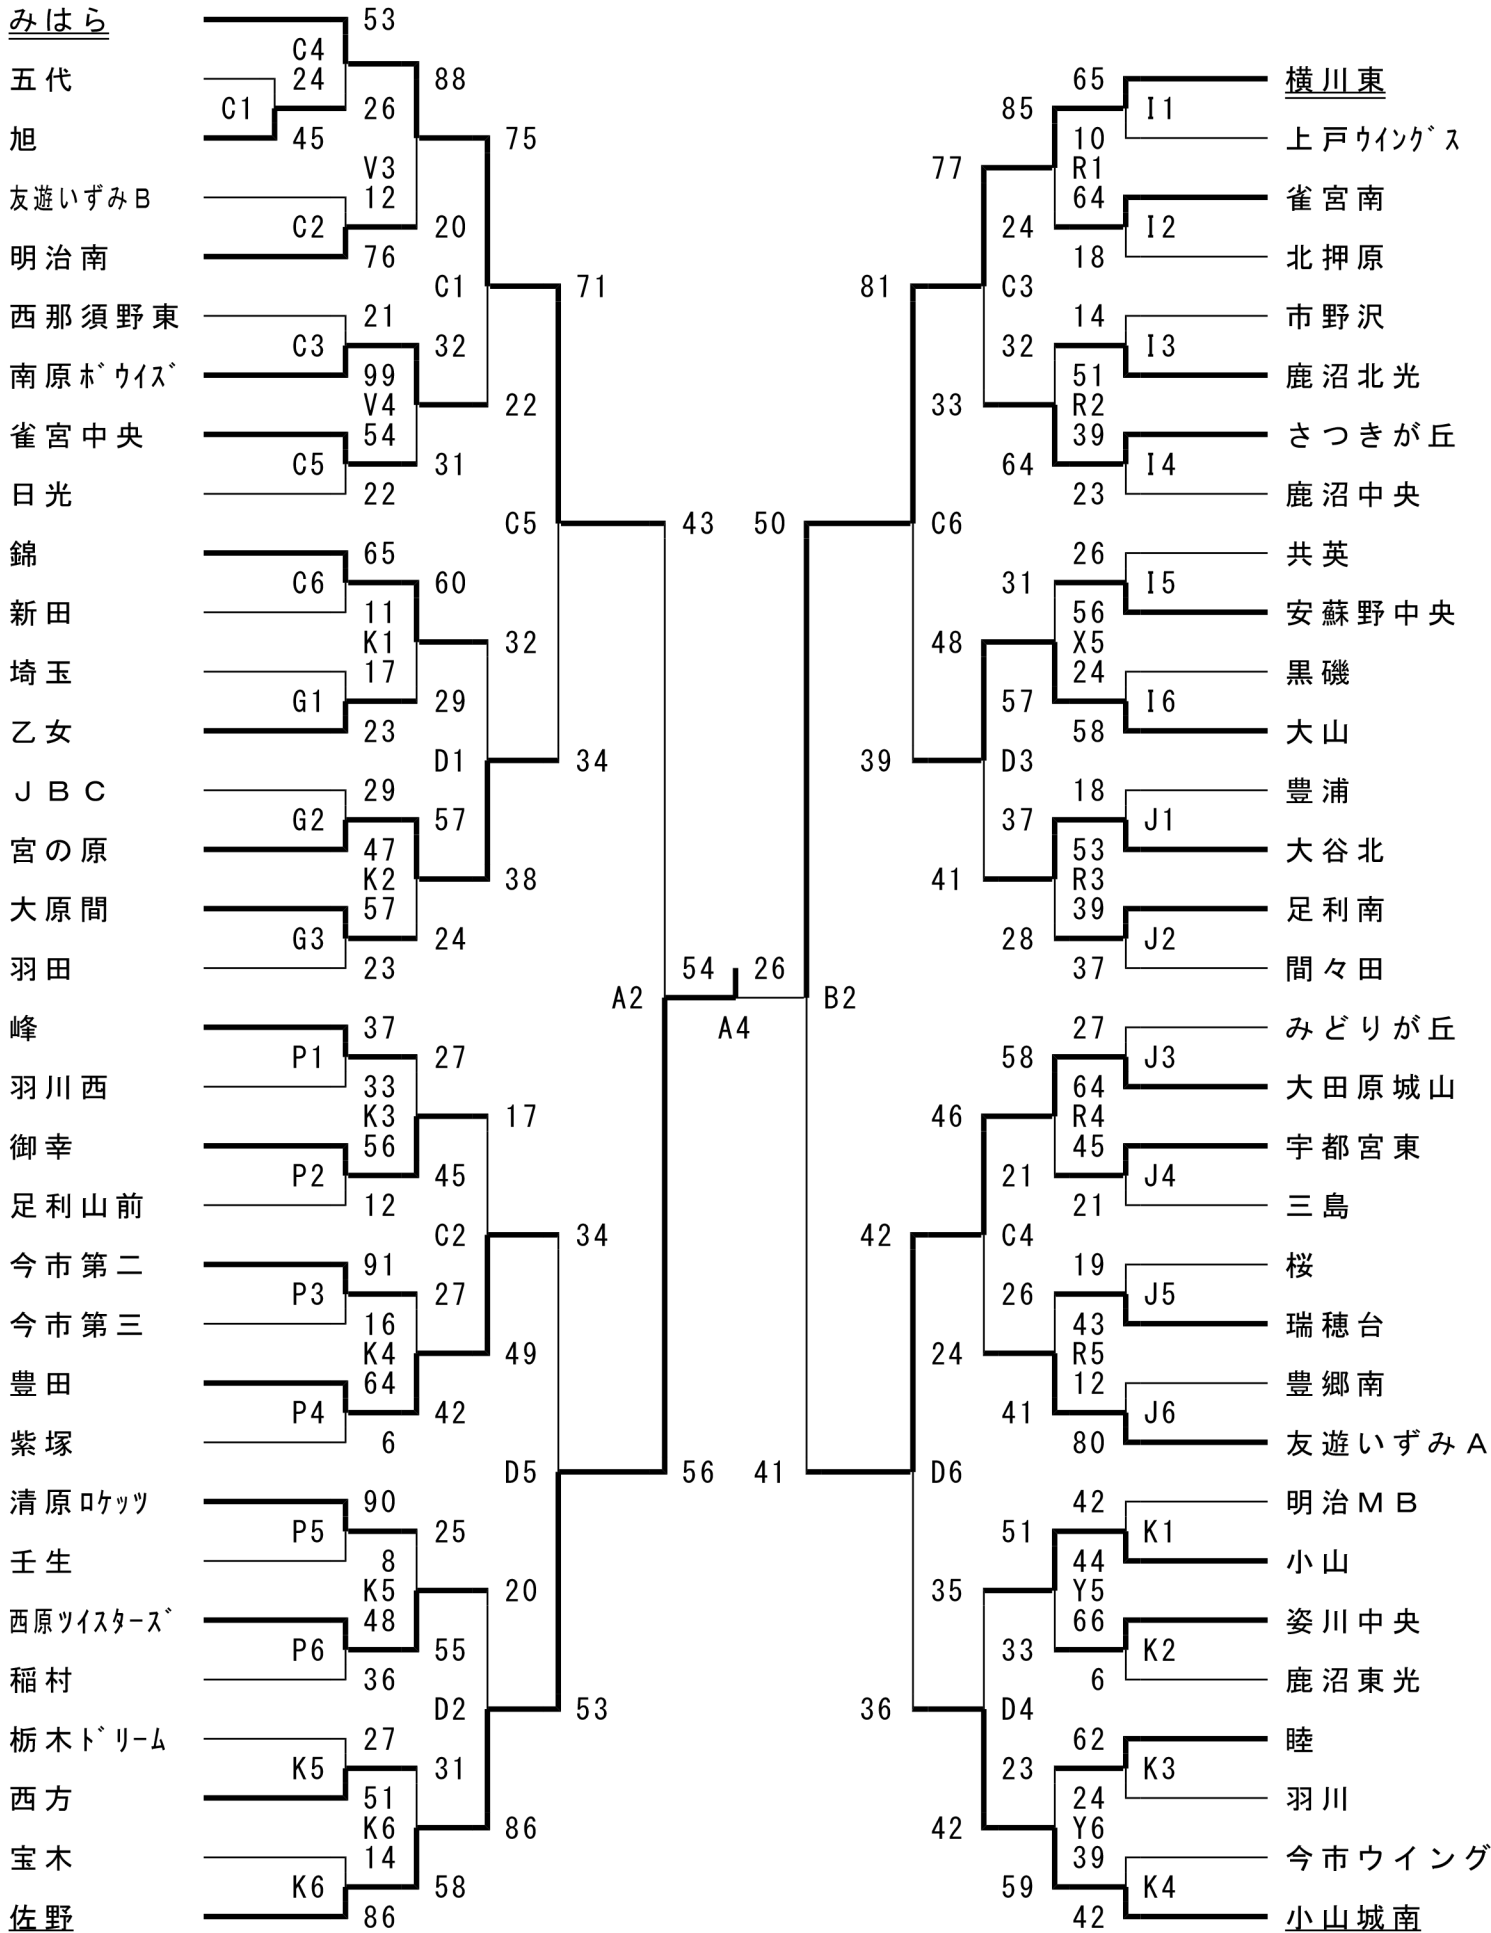 みはら 53
C4
五代 24 88 65 横川東
C1 26 85 I1
旭 45 75 10 上戸ｳｲﾝｸﾞｽ
V3 77 R1
友遊いずみＢ 12 64 雀宮南
C2 20 24 I2
明治南 76 18 北押原
C1 71 81 C3
西那須野東 21 14 市野沢
C3 32 32 I3
南原ﾎﾞｳｲｽﾞ 99 51 鹿沼北光
V4 22 33 R2
雀宮中央 54 39 さつきが丘
C5 31 64 I4
日光 22 23 鹿沼中央
C5 43 50 C6
錦 65 26 共英
C6 60 31 I5
新田 11 56 安蘇野中央
K1 32 48 X5
埼玉 17 24 黒磯
G1 29 57 I6
乙女 23 58 大山
D1 34 39 D3
ＪＢＣ 29 18 豊浦
G2 57 37 J1
宮の原 47 53 大谷北
K2 38 41 R3
大原間 57 39 足利南
G3 24 28 J2
羽田 23 54 26 37 間々田
A2 B2
峰 37 A4 27 みどりが丘
P1 27 58 J3
羽川西 33 64 大田原城山
K3 17 46 R4
御幸 56 45 宇都宮東
P2 45 21 J4
足利山前 12 21 三島
C2 34 42 C4
今市第二 91 19 桜
P3 27 26 J5
今市第三 16 43 瑞穂台
K4 49 24 R5
豊田 64 12 豊郷南
P4 42 41 J6
紫塚 6 80 友遊いずみＡ
D5 56 41 D6
清原ﾛｹｯﾂ 90 42 明治ＭＢ
P5 25 51 K1
壬生 8 44 小山
K5 20 35 Y5
西原ﾂｲｽﾀｰｽﾞ 48 66 姿川中央
P6 55 33 K2
稲村 36 6 鹿沼東光
D2 53 36 D4
栃木ﾄﾞﾘｰﾑ 27 62 睦
K5 31 23 K3
西方 51 24 羽川
K6 86 42 Y6
宝木 14 39 今市ウイング
K6 58 59 K4
佐野 86 42 小山城南